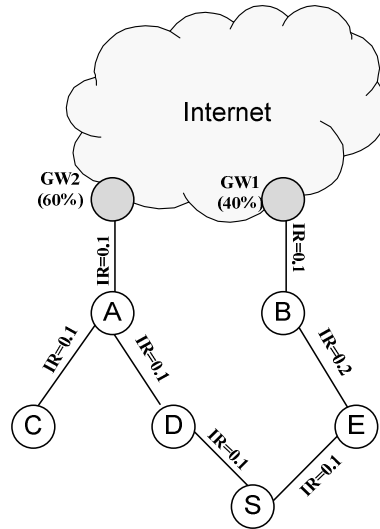 Internet
GW2
(60%)
GW1
(40%)
IR=0.1
IR=0.1
A
B
IR=0.1
IR=0.1
IR=0.2
C
D
E
IR=0.1
IR=0.1
S